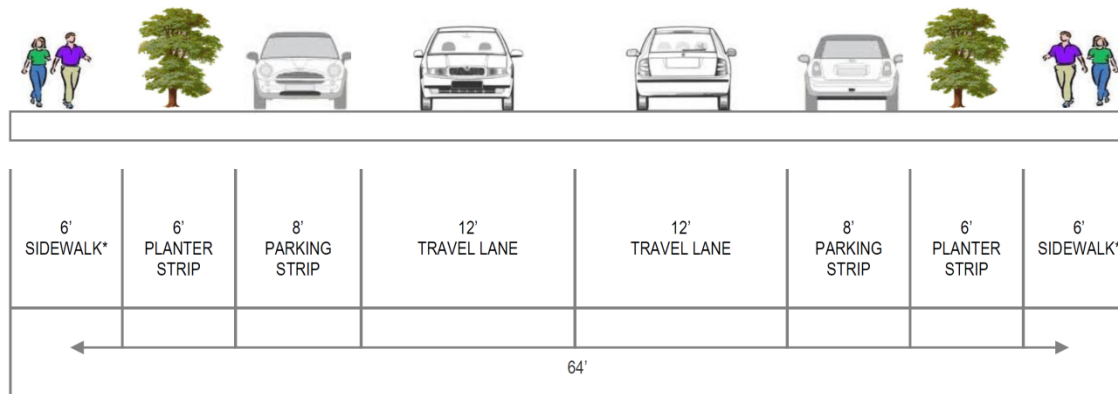 6’
SIDEWALK*
6’
PLANTER
STRIP
8’
PARKING
STRIP
12’
TRAVEL LANE
12’
TRAVEL LANE
8’
PARKING
STRIP
6’
PLANTER
STRIP
6’
SIDEWALK*
64’